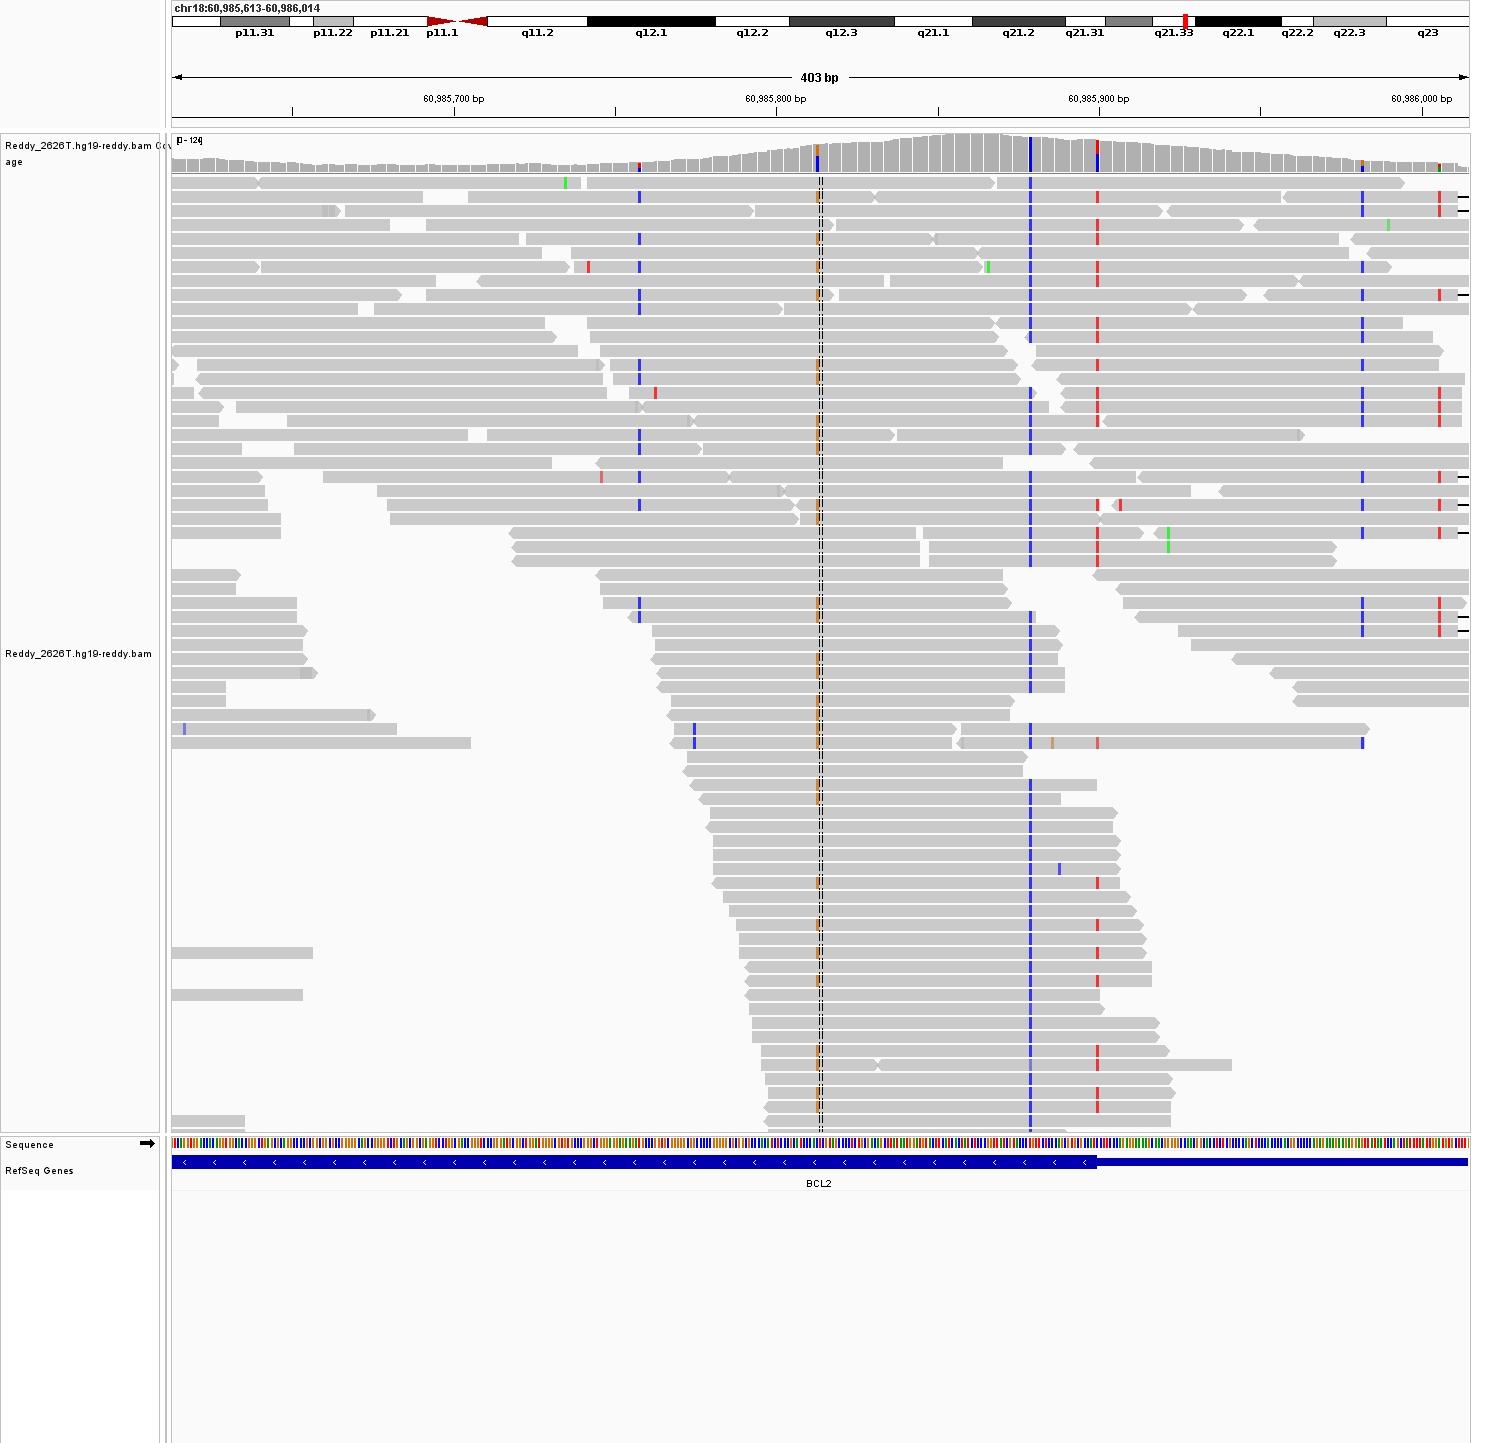 chr18:60,985,613-60,986,014
p11.31 p11.22 p11.21 p11.1 q11.2 q12.1 q12.2 q12.3 q21.1 q21.2 q21.31 q21.33 q22.1 q22.2 q22.3 q23
403 bp
60,985,700 bp 60,985,800 bp 60,985,900 bp 60,986,000 bp
Reddy_2626T.hg19-reddy.bam Cov
age
[0 - 124]
Reddy_2626T.hg19-reddy.bam
Sequence
RefSeq Genes
BCL2